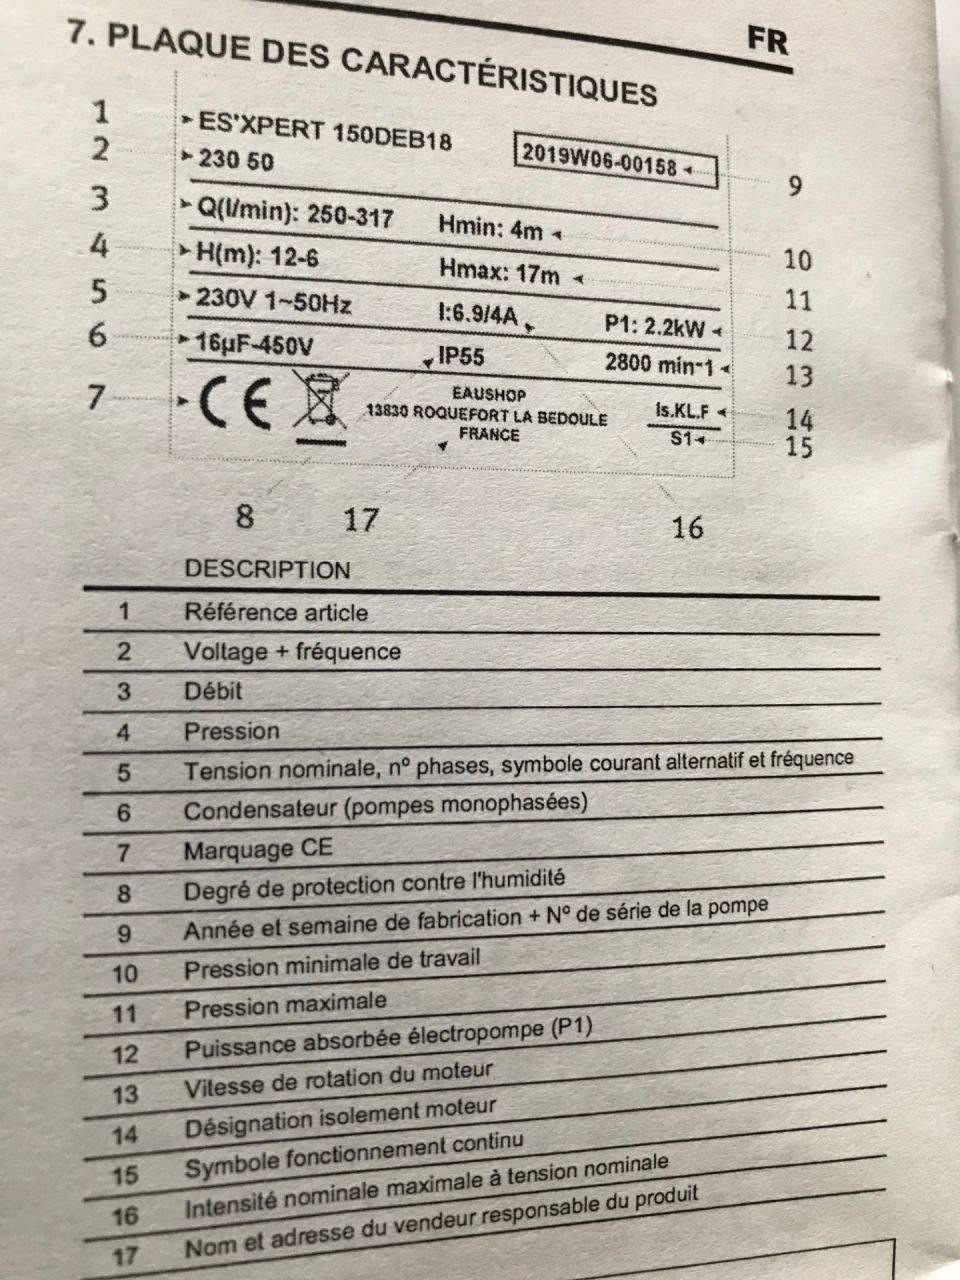 FR
7. PLAQUE DES CARACTÉRISTIQUES
1 ES'XPERT 150DEB18 2019W06-00158 9
2 230 50
3 Q(l/min): 250-317 Hmin: 4m 10
4 H(m): 12-6 Hmax: 17m 11
5 230V 1~50Hz I:6.9/4A P1: 2.2kW 12
6 16µF-450V IP55 2800 min-1 13
7 CE EAUSHOP Is.KL.F 14
13830 ROQUEFORT LA BEDOULE S1 15
FRANCE
8 17 16
DESCRIPTION
1 Référence article
2 Voltage + fréquence
3 Débit
4 Pression
5 Tension nominale, nº phases, symbole courant alternatif et fréquence
6 Condensateur (pompes monophasées)
7 Marquage CE
8 Degré de protection contre l'humidité
9 Année et semaine de fabrication + Nº de série de la pompe
10 Pression minimale de travail
11 Pression maximale
12 Puissance absorbée électropompe (P1)
13 Vitesse de rotation du moteur
14 Désignation isolement moteur
15 Symbole fonctionnement continu
16 Intensité nominale maximale à tension nominale
17 Nom et adresse du vendeur responsable du produit